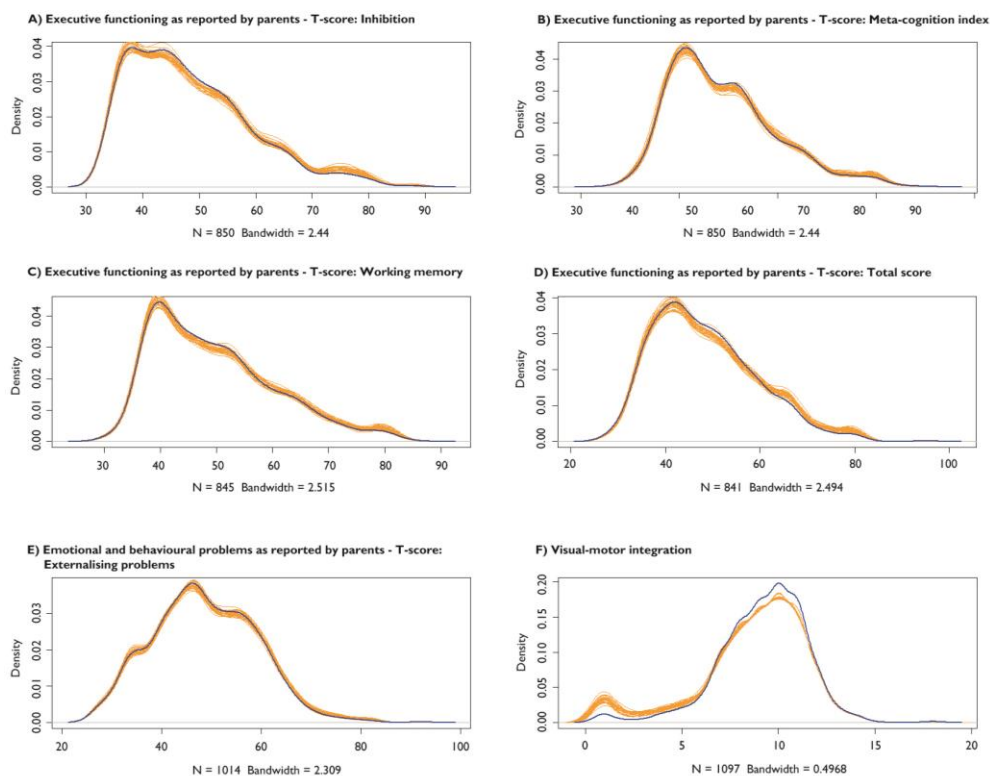 A) Executive functioning as reported by parents - T-score: Inhibition
Density
0.00 0.01 0.02 0.03 0.04
30 40 50 60 70 80 90
N = 850 Bandwidth = 2.44
B) Executive functioning as reported by parents - T-score: Meta-cognition index
Density
0.00 0.01 0.02 0.03 0.04
30 40 50 60 70 80 90
N = 850 Bandwidth = 2.44
C) Executive functioning as reported by parents - T-score: Working memory
Density
0.00 0.01 0.02 0.03 0.04
30 40 50 60 70 80 90
N = 845 Bandwidth = 2.515
D) Executive functioning as reported by parents - T-score: Total score
Density
0.00 0.01 0.02 0.03 0.04
20 40 60 80 100
N = 841 Bandwidth = 2.494
E) Emotional and behavioural problems as reported by parents - T-score:
Externalising problems
Density
0.00 0.01 0.02 0.03
20 40 60 80 100
N = 1014 Bandwidth = 2.309
F) Visual-motor integration
Density
0.00 0.05 0.10 0.15 0.20
0 5 10 15 20
N = 1097 Bandwidth = 0.4968